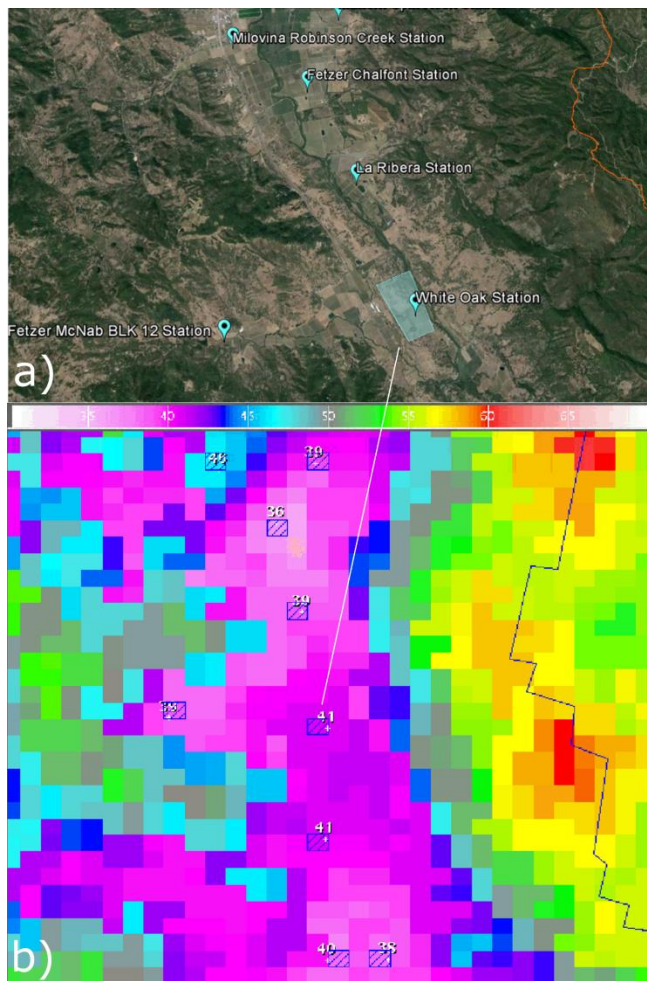 Milovina Robinson Creek Station
Fetzer Chalfont Station
La Ribera Station
White Oak Station
Fetzer McNab BLK 12 Station
a)
35 40 45 50 55 60 65
39
36
39
41
41
40
b)